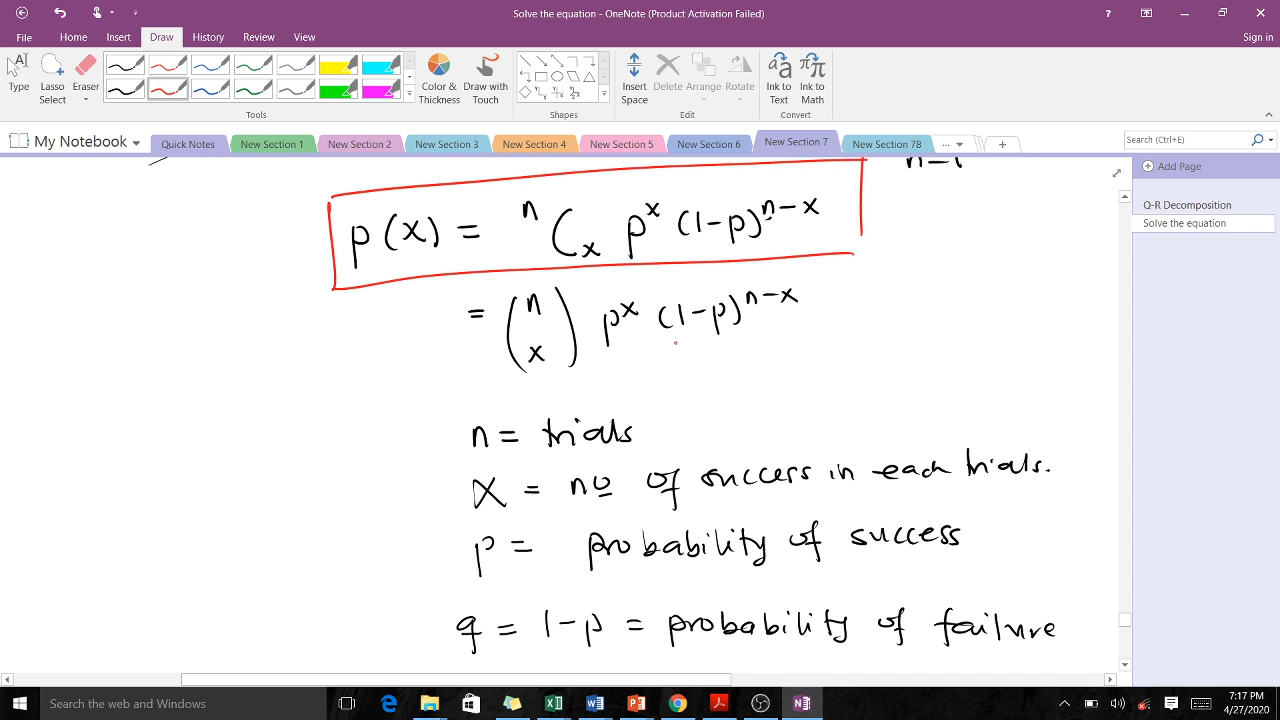 Solve the equation - OneNote (Product Activation Failed)
File Home Insert Draw History Review View Sign in
Type
Lasso Select
Eraser
Color & Thickness
Draw with Touch
Insert Space
Delete
Arrange
Rotate
Ink to Text
Ink to Math
Tools Shapes Edit Convert
My Notebook Quick Notes New Section 1 New Section 2 New Section 3 New Section 4 New Section 5 New Section 6 New Section 7 New Section 78 ... + Search (Ctrl+E)
Add Page
Q-R Decomposition
Solve the equation
n=1
p(x) = ⁿCₓ pˣ (1-p)ⁿ⁻ˣ
= (n x) pˣ (1-p)ⁿ⁻ˣ
n = trials
X = no of success in each trials.
p = probability of success
q = 1-p = probability of failure
Search the web and Windows
7:17 PM
4/27/2020